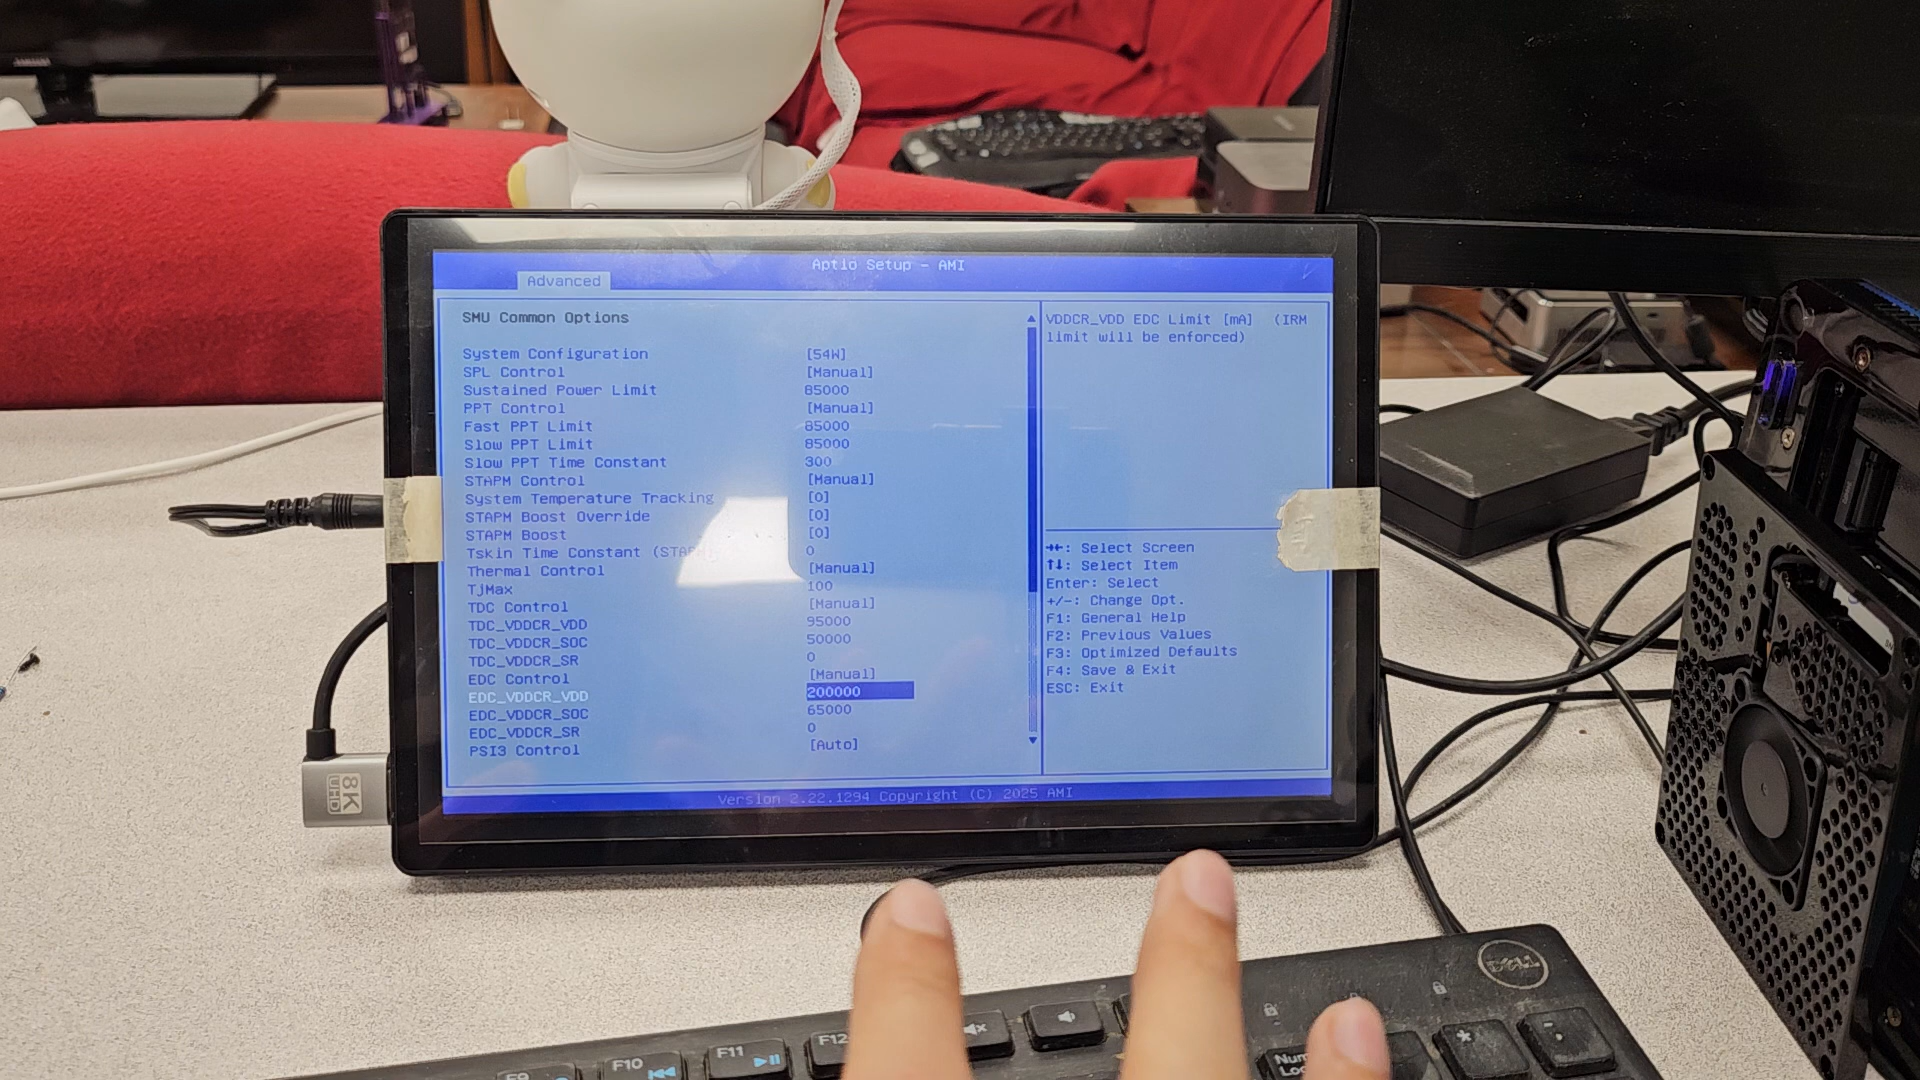 SAMSUNG
Aptio Setup - AMI
Advanced
SMU Common Options
System Configuration [54W]
SPL Control [Manual]
Sustained Power Limit 85000
PPT Control [Manual]
Fast PPT Limit 85000
Slow PPT Limit 85000
Slow PPT Time Constant 300
STAPM Control [Manual]
System Temperature Tracking [0]
STAPM Boost Override [0]
STAPM Boost [0]
Tskin Time Constant (STAPM) 0
Thermal Control [Manual]
TjMax 100
TDC Control [Manual]
TDC_VDDCR_VDD 95000
TDC_VDDCR_SOC 50000
TDC_VDDCR_SR 0
EDC Control [Manual]
EDC_VDDCR_VDD 200000
EDC_VDDCR_SOC 65000
EDC_VDDCR_SR 0
PSI3 Control [Auto]
VDDCR_VDD EDC Limit [mA] (IRM
limit will be enforced)
→←: Select Screen
↑↓: Select Item
Enter: Select
+/-: Change Opt.
F1: General Help
F2: Previous Values
F3: Optimized Defaults
F4: Save & Exit
ESC: Exit
Version 2.22.1294 Copyright (C) 2025 AMI
8K
UHD
DELL
F9
F10
F11
F12
Num
Loc
*
-